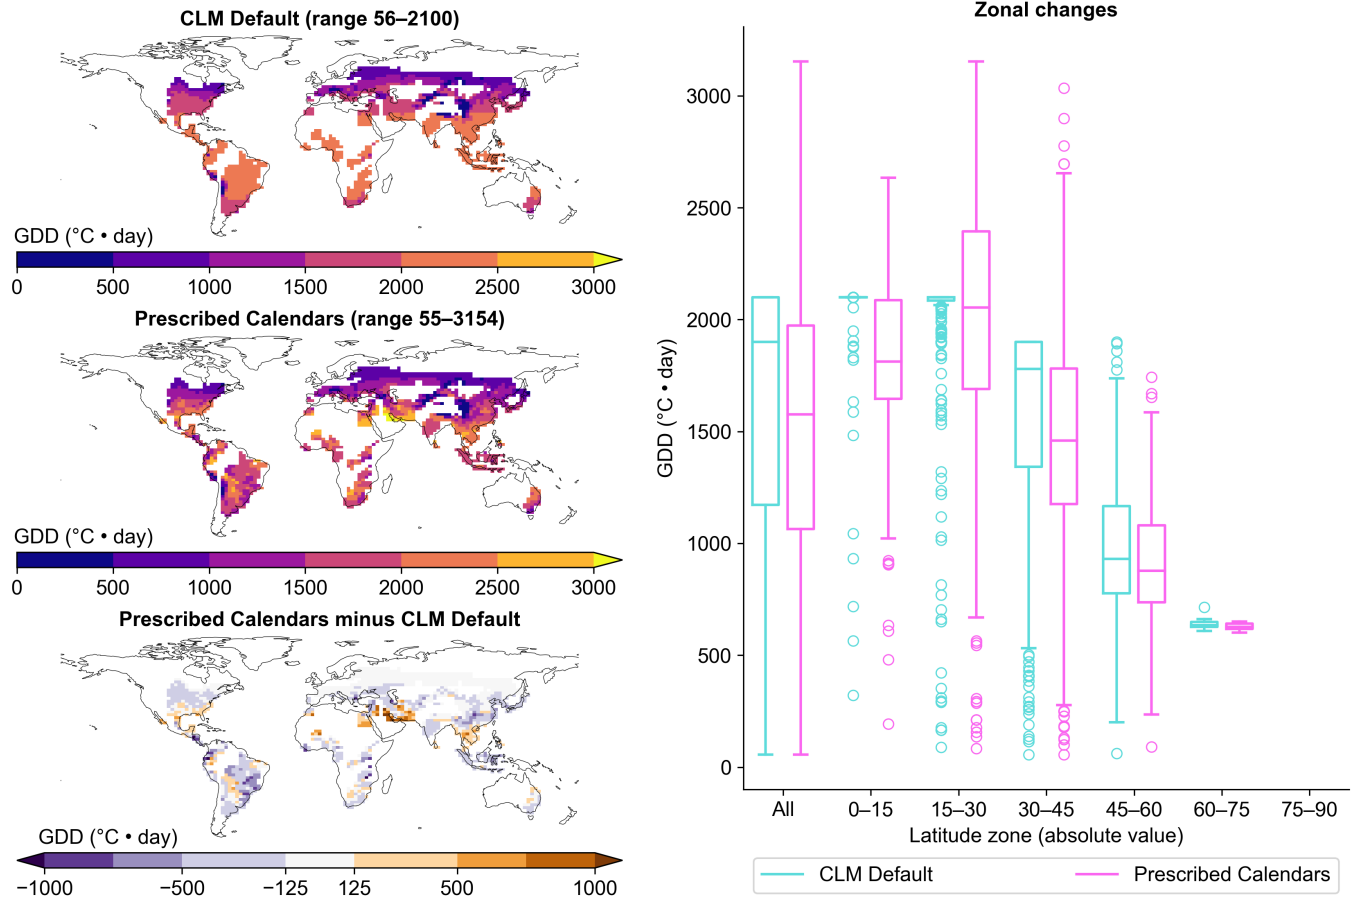 CLM Default (range 56–2100)
GDD (°C • day)
0 500 1000 1500 2000 2500 3000
Prescribed Calendars (range 55–3154)
GDD (°C • day)
0 500 1000 1500 2000 2500 3000
Prescribed Calendars minus CLM Default
GDD (°C • day)
−1000 −500 −125 125 500 1000
Zonal changes
GDD (°C • day)
3000
2500
2000
1500
1000
500
0
All 0–15 15–30 30–45 45–60 60–75 75–90
Latitude zone (absolute value)
CLM Default Prescribed Calendars